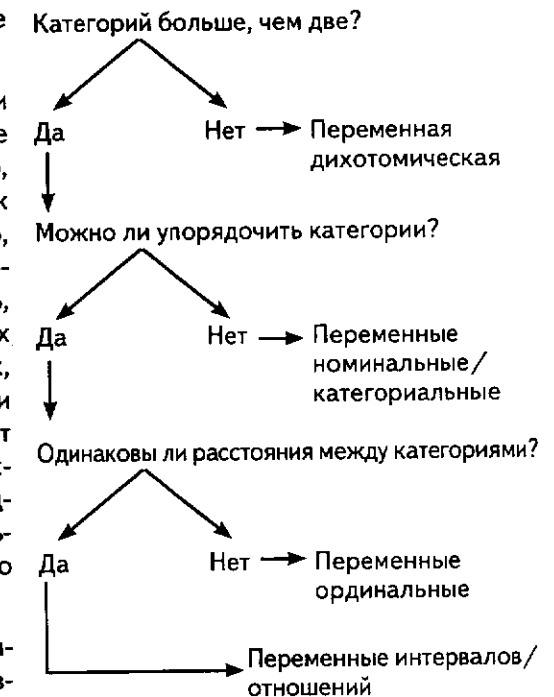 Категорий больше, чем две?
Да
Нет
Переменная
дихотомическая
Можно ли упорядочить категории?
Да
Нет
Переменные
номинальные/
категориальные
Одинаковы ли расстояния между категориями?
Да
Нет
Переменные
ординальные
Переменные интервалов/
отношений